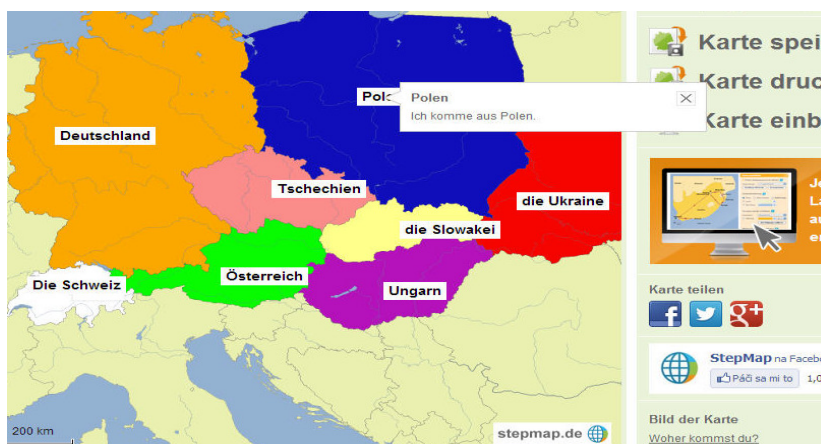 Deutschland
Polen
Ich komme aus Polen.
Tschechien
die Ukraine
die Slowakei
Österreich
Die Schweiz
Ungarn
200 km
stepmap.de
Karte spei
Karte druc
Karte einb
Karte teilen
StepMap na Facebo
Páči sa mi to 1,0
Bild der Karte
Woher kommst du?